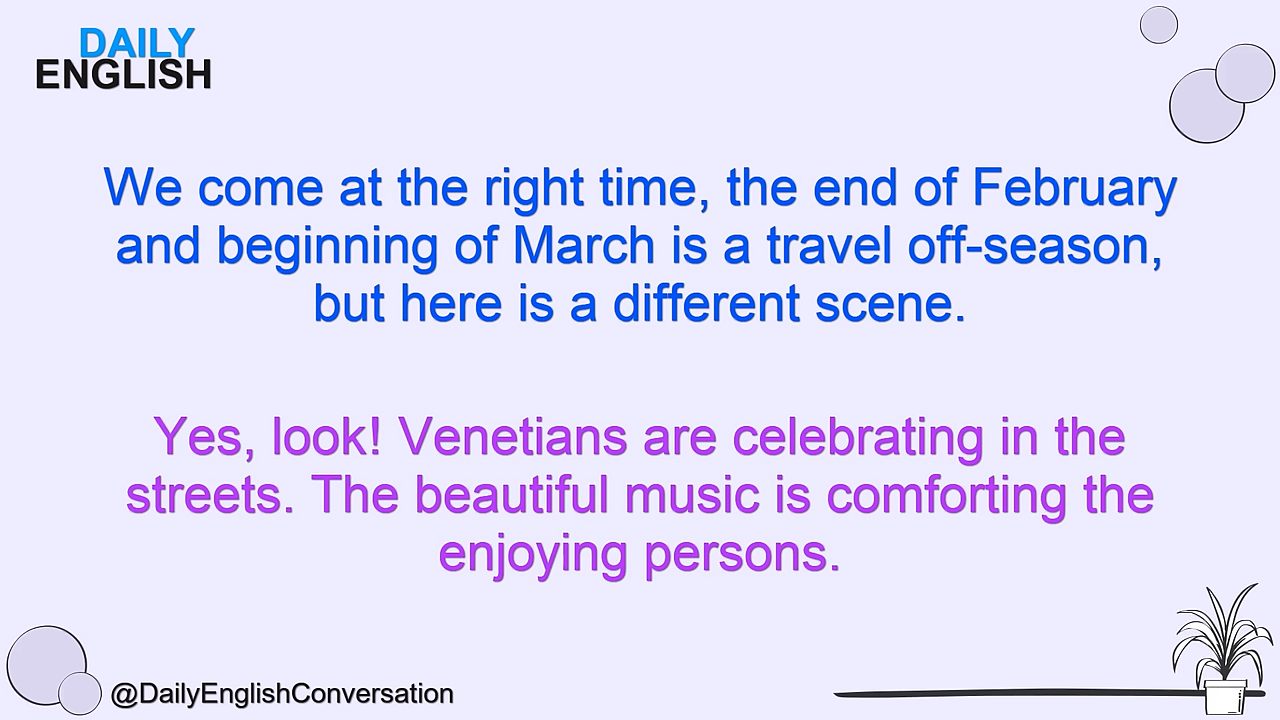 DAILY
ENGLISH
We come at the right time, the end of February
and beginning of March is a travel off-season,
but here is a different scene.
Yes, look! Venetians are celebrating in the
streets. The beautiful music is comforting the
enjoying persons.
@DailyEnglishConversation